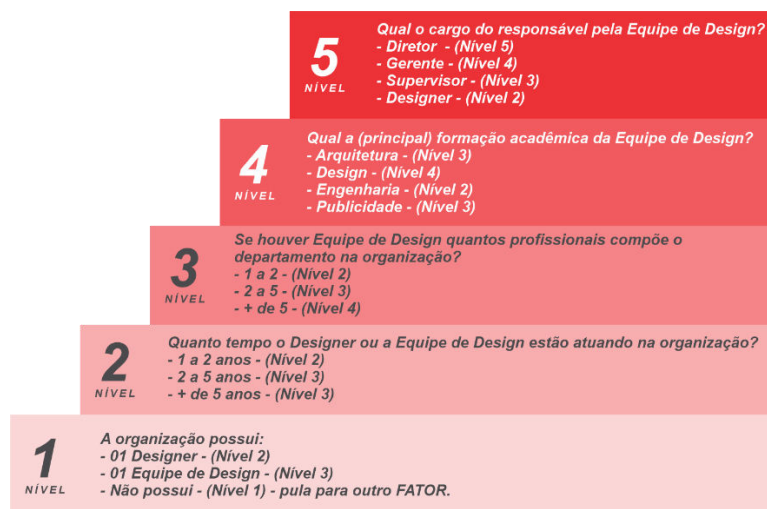 5
NÍVEL
Qual o cargo do responsável pela Equipe de Design?
- Diretor - (Nível 5)
- Gerente - (Nível 4)
- Supervisor - (Nível 3)
- Designer - (Nível 2)
4
NÍVEL
Qual a (principal) formação acadêmica da Equipe de Design?
- Arquitetura - (Nível 3)
- Design - (Nível 4)
- Engenharia - (Nível 2)
- Publicidade - (Nível 3)
3
NÍVEL
Se houver Equipe de Design quantos profissionais compõe o
departamento na organização?
- 1 a 2 - (Nível 2)
- 2 a 5 - (Nível 3)
- + de 5 - (Nível 4)
2
NÍVEL
Quanto tempo o Designer ou a Equipe de Design estão atuando na organização?
- 1 a 2 anos - (Nível 2)
- 2 a 5 anos - (Nível 3)
- + de 5 anos - (Nível 3)
1
NÍVEL
A organização possui:
- 01 Designer - (Nível 2)
- 01 Equipe de Design - (Nível 3)
- Não possui - (Nível 1) - pula para outro FATOR.